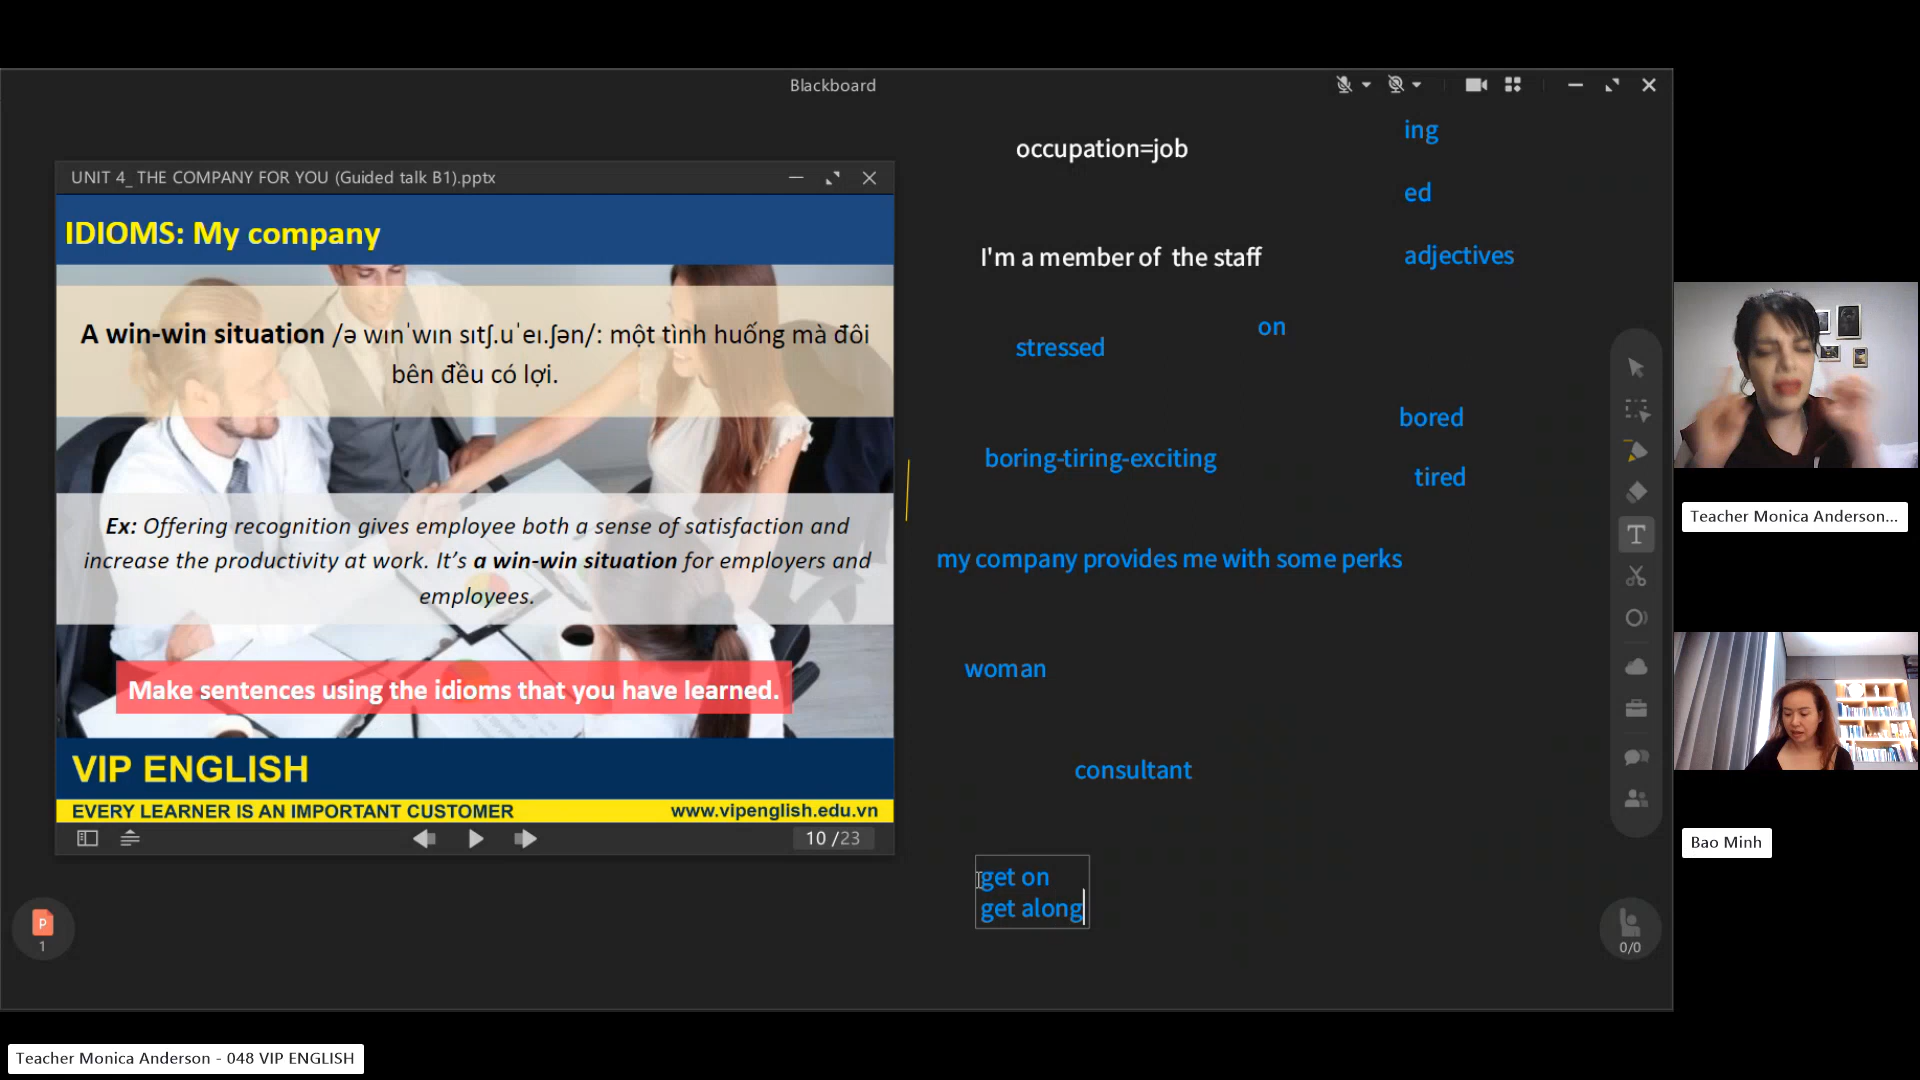 Blackboard
UNIT 4_ THE COMPANY FOR YOU (Guided talk B1).pptx
IDIOMS: My company
A win-win situation /ə wɪnˈwɪn sɪtʃ.uˈeɪ.ʃən/: một tình huống mà đôi
bên đều có lợi.
Ex: Offering recognition gives employee both a sense of satisfaction and
increase the productivity at work. It's a win-win situation for employers and
employees.
Make sentences using the idioms that you have learned.
VIP ENGLISH
EVERY LEARNER IS AN IMPORTANT CUSTOMER
www.vipenglish.edu.vn
10 /23
P
1
occupation=job
ing
ed
I'm a member of  the staff
adjectives
on
stressed
bored
boring-tiring-exciting
tired
my company provides me with some perks
woman
consultant
get on
get along
T
0/0
Teacher Monica Anderson...
Bao Minh
Teacher Monica Anderson - 048 VIP ENGLISH